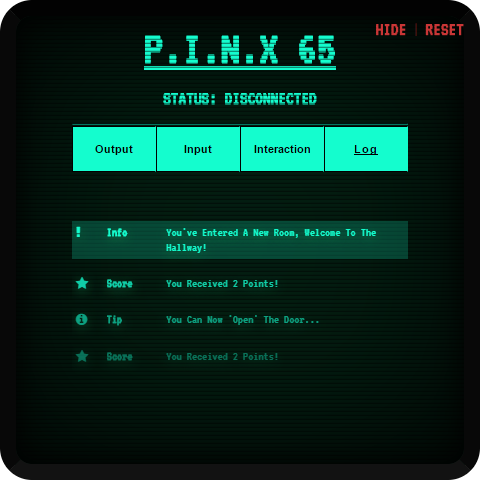 HIDE | RESET
P.I.N.X 65
STATUS: DISCONNECTED
Output Input Interaction Log
! Info You've Entered A New Room, Welcome To The
Hallway!
Score You Received 2 Points!
Tip You Can Now 'Open' The Door...
Score You Received 2 Points!